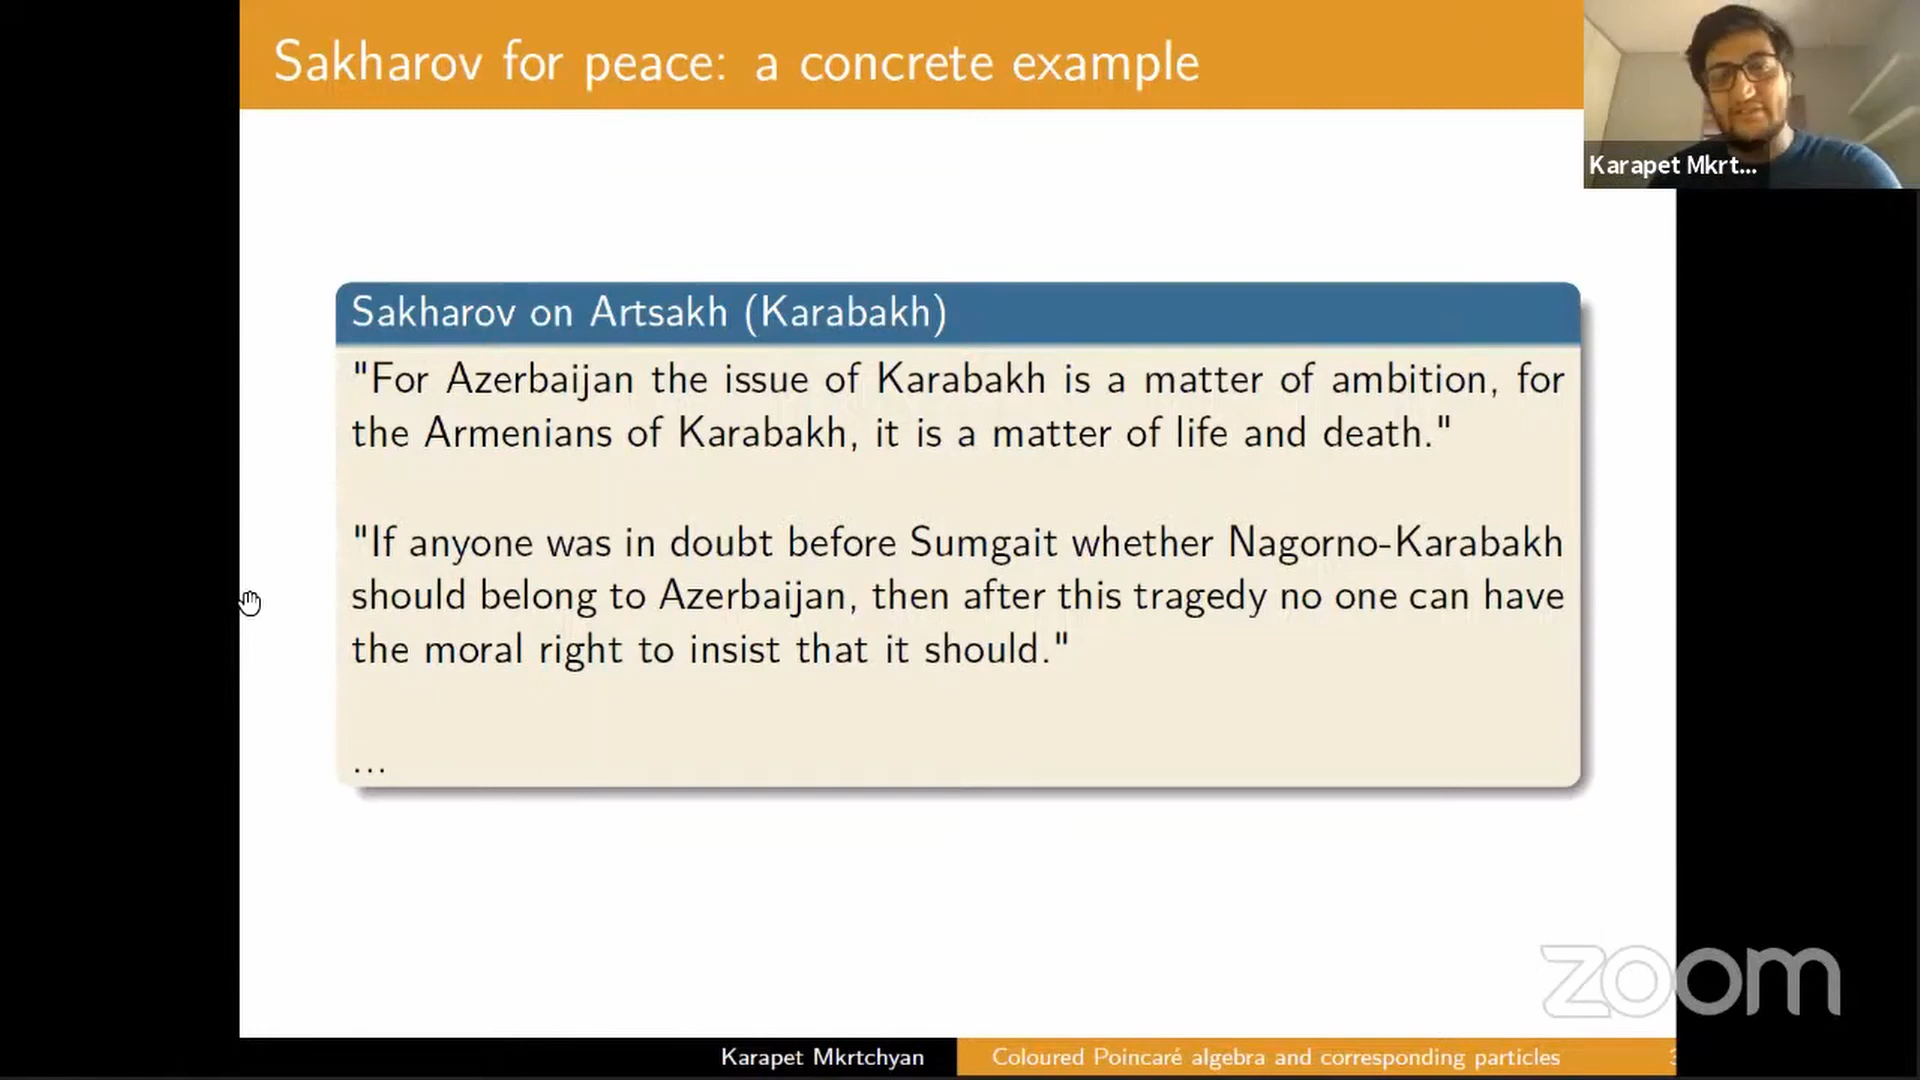 Sakharov for peace: a concrete example
Karapet Mkrt...
Sakharov on Artsakh (Karabakh)
"For Azerbaijan the issue of Karabakh is a matter of ambition, for
the Armenians of Karabakh, it is a matter of life and death."
"If anyone was in doubt before Sumgait whether Nagorno-Karabakh
should belong to Azerbaijan, then after this tragedy no one can have
the moral right to insist that it should."
...
zoom
Karapet Mkrtchyan
Coloured Poincaré algebra and corresponding particles